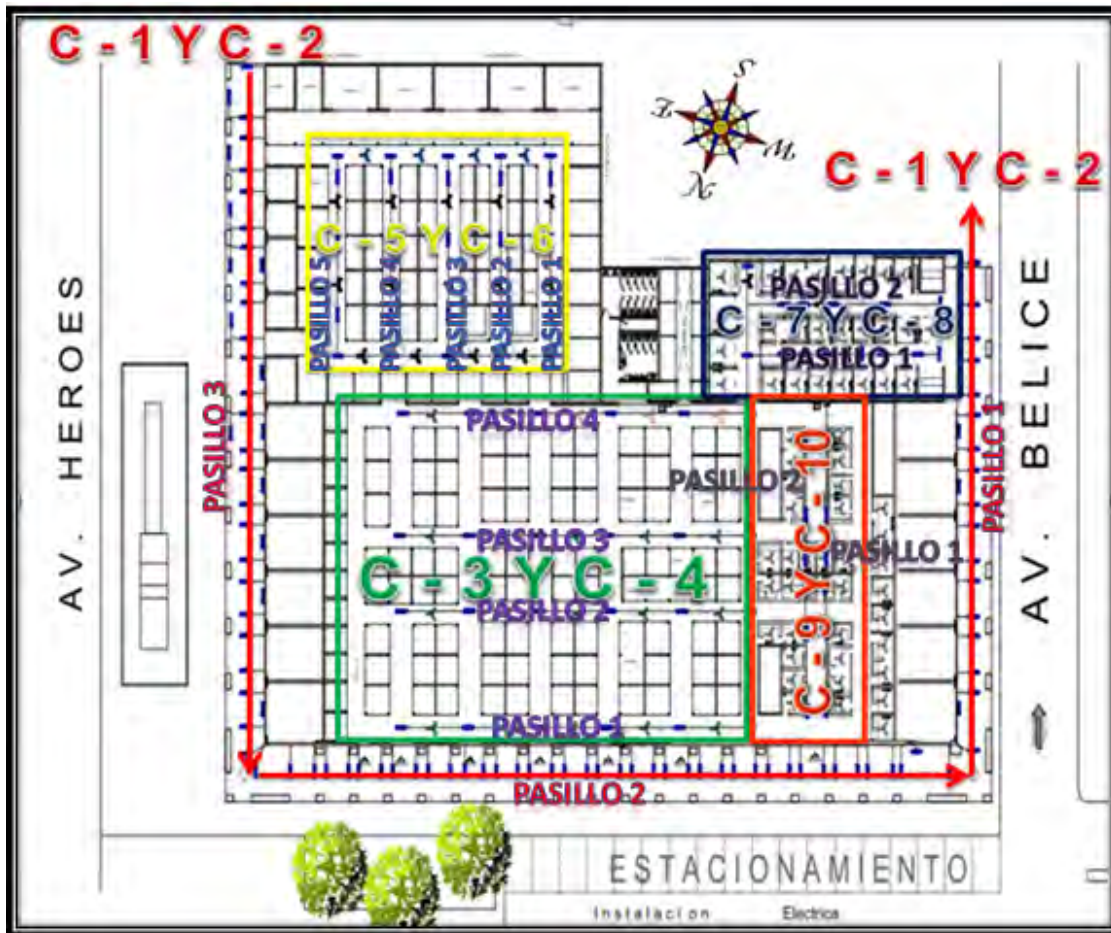 C - 1 Y C - 2
S
E
W
N
C - 1 Y C - 2
C - 5 Y C - 6
PASILLO 5
PASILLO 4
PASILLO 3
PASILLO 2
PASILLO 1
PASILLO 2
C - 7 Y C - 8
PASILLO 1
AV. HEROES
PASILLO 3
PASILLO 4
PASILLO 3
C - 3 Y C - 4
PASILLO 2
PASILLO 1
PASILLO 2
C - 9 Y C - 10
PASILLO 1
PASILLO 1
AV. BELICE
PASILLO 2
ESTACIONAMIENTO
Instalacion Electrica